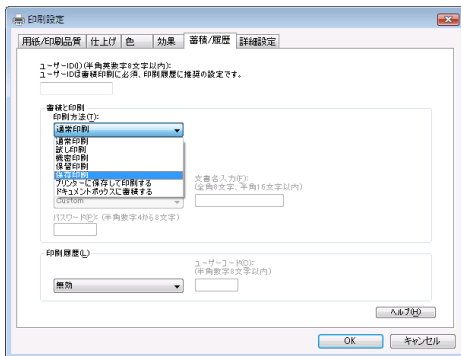 印刷設定
用紙/印刷品質 仕上げ 色 効果 蓄積/履歴 詳細設定
ユーザーID(I)(半角英数字8文字以内):
ユーザーIDは蓄積印刷に必須、印刷履歴に推奨の設定です。
蓄積と印刷
印刷方法(T):
通常印刷
通常印刷
試し印刷
機密印刷
保留印刷
保存印刷
プリンターに保存して印刷する
ドキュメントボックスに蓄積する
文書名入力(F):
(全角8文字、半角16文字以内)
Custom
パスワード(P): (半角数字4から8文字)
印刷履歴(L)
ユーザーコード(O):
(半角数字8文字以内)
無効
ヘルプ(H)
OK キャンセル